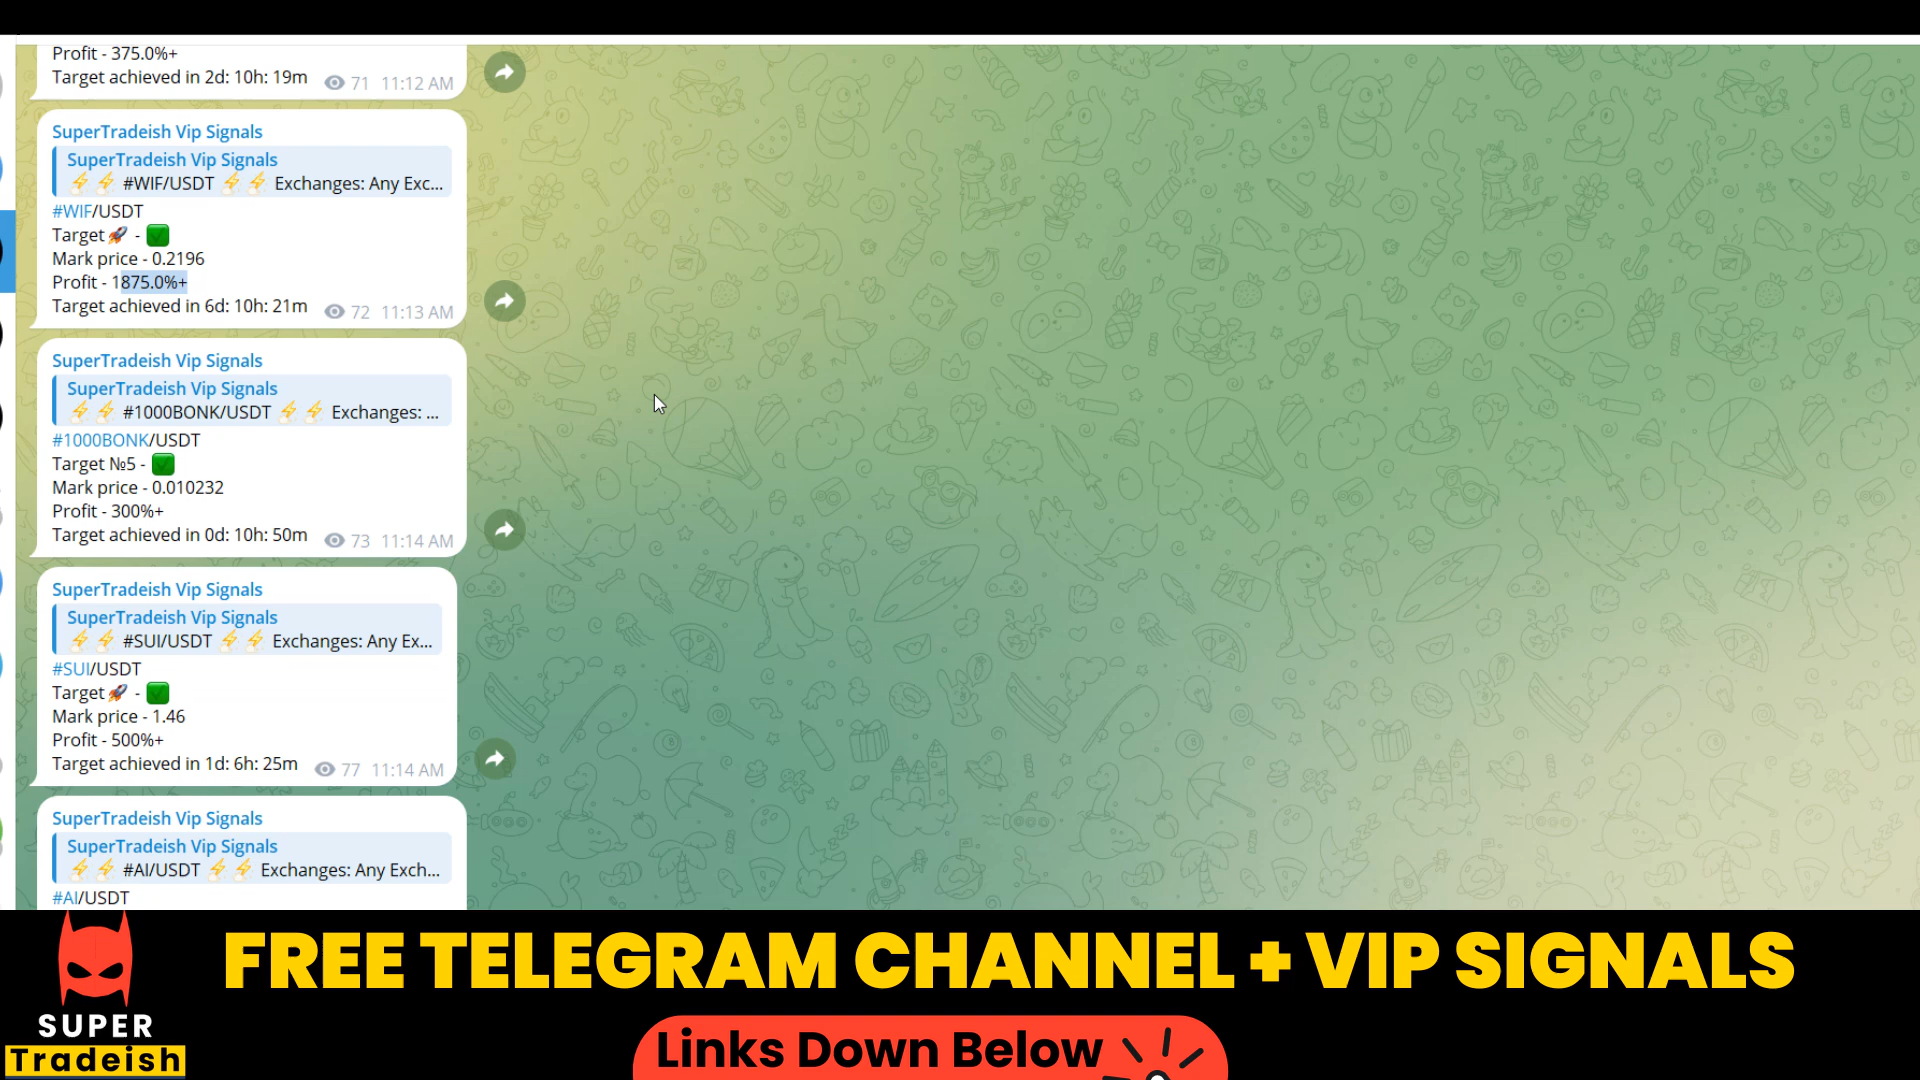 Profit - 375.0%+
Target achieved in 2d: 10h: 19m 71 11:12 AM
SuperTradeish Vip Signals
SuperTradeish Vip Signals
⚡⚡ #WIF/USDT ⚡⚡ Exchanges: Any Exc...
#WIF/USDT
Target 🚀 - ✅
Mark price - 0.2196
Profit - 1875.0%+
Target achieved in 6d: 10h: 21m 72 11:13 AM
SuperTradeish Vip Signals
SuperTradeish Vip Signals
⚡⚡ #1000BONK/USDT ⚡⚡ Exchanges: ...
#1000BONK/USDT
Target №5 - ✅
Mark price - 0.010232
Profit - 300%+
Target achieved in 0d: 10h: 50m 73 11:14 AM
SuperTradeish Vip Signals
SuperTradeish Vip Signals
⚡⚡ #SUI/USDT ⚡⚡ Exchanges: Any Ex...
#SUI/USDT
Target 🚀 - ✅
Mark price - 1.46
Profit - 500%+
Target achieved in 1d: 6h: 25m 77 11:14 AM
SuperTradeish Vip Signals
SuperTradeish Vip Signals
⚡⚡ #AI/USDT ⚡⚡ Exchanges: Any Exch...
#AI/USDT
FREE TELEGRAM CHANNEL + VIP SIGNALS
SUPER
Tradeish
Links Down Below